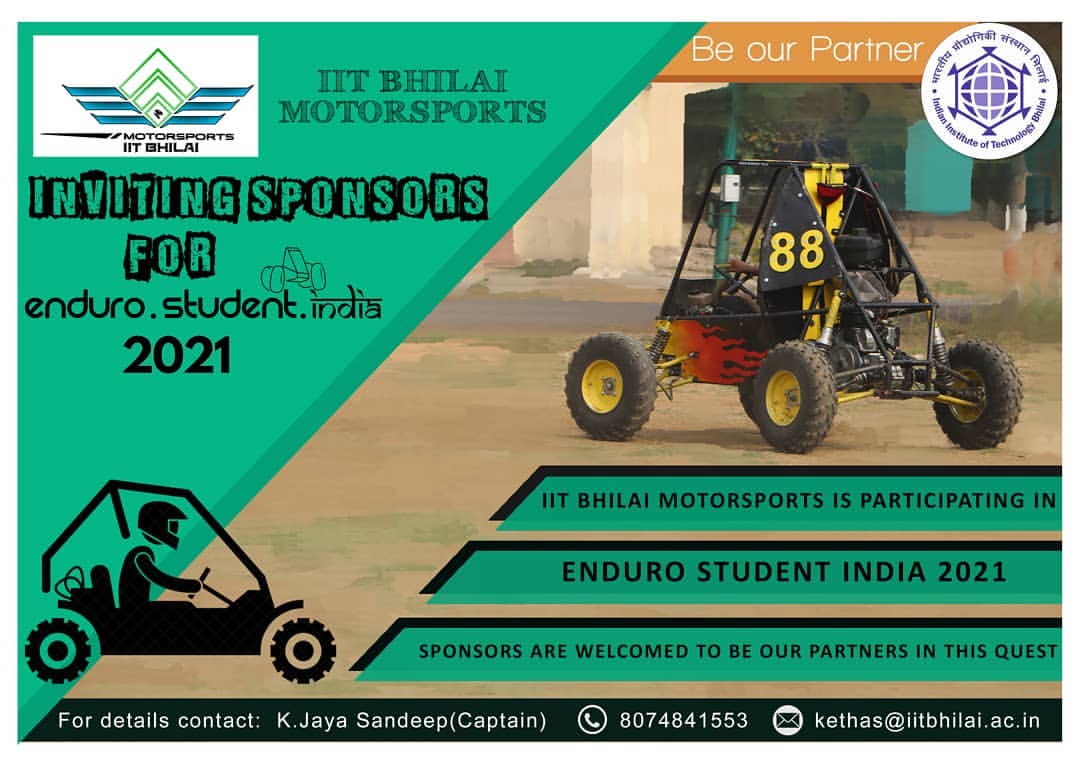 MOTORSPORTS
IIT BHILAI
IIT BHILAI
MOTORSPORTS
Be our Partner
भारतीय प्रौद्योगिकी संस्थान भिलाई
Indian Institute of Technology Bhilai
INVITING SPONSORS
FOR
enduro.student.india
2021
88
IIT BHILAI MOTORSPORTS IS PARTICIPATING IN
ENDURO STUDENT INDIA 2021
SPONSORS ARE WELCOMED TO BE OUR PARTNERS IN THIS QUEST
For details contact: K.Jaya Sandeep(Captain) 8074841553 kethas@iitbhilai.ac.in